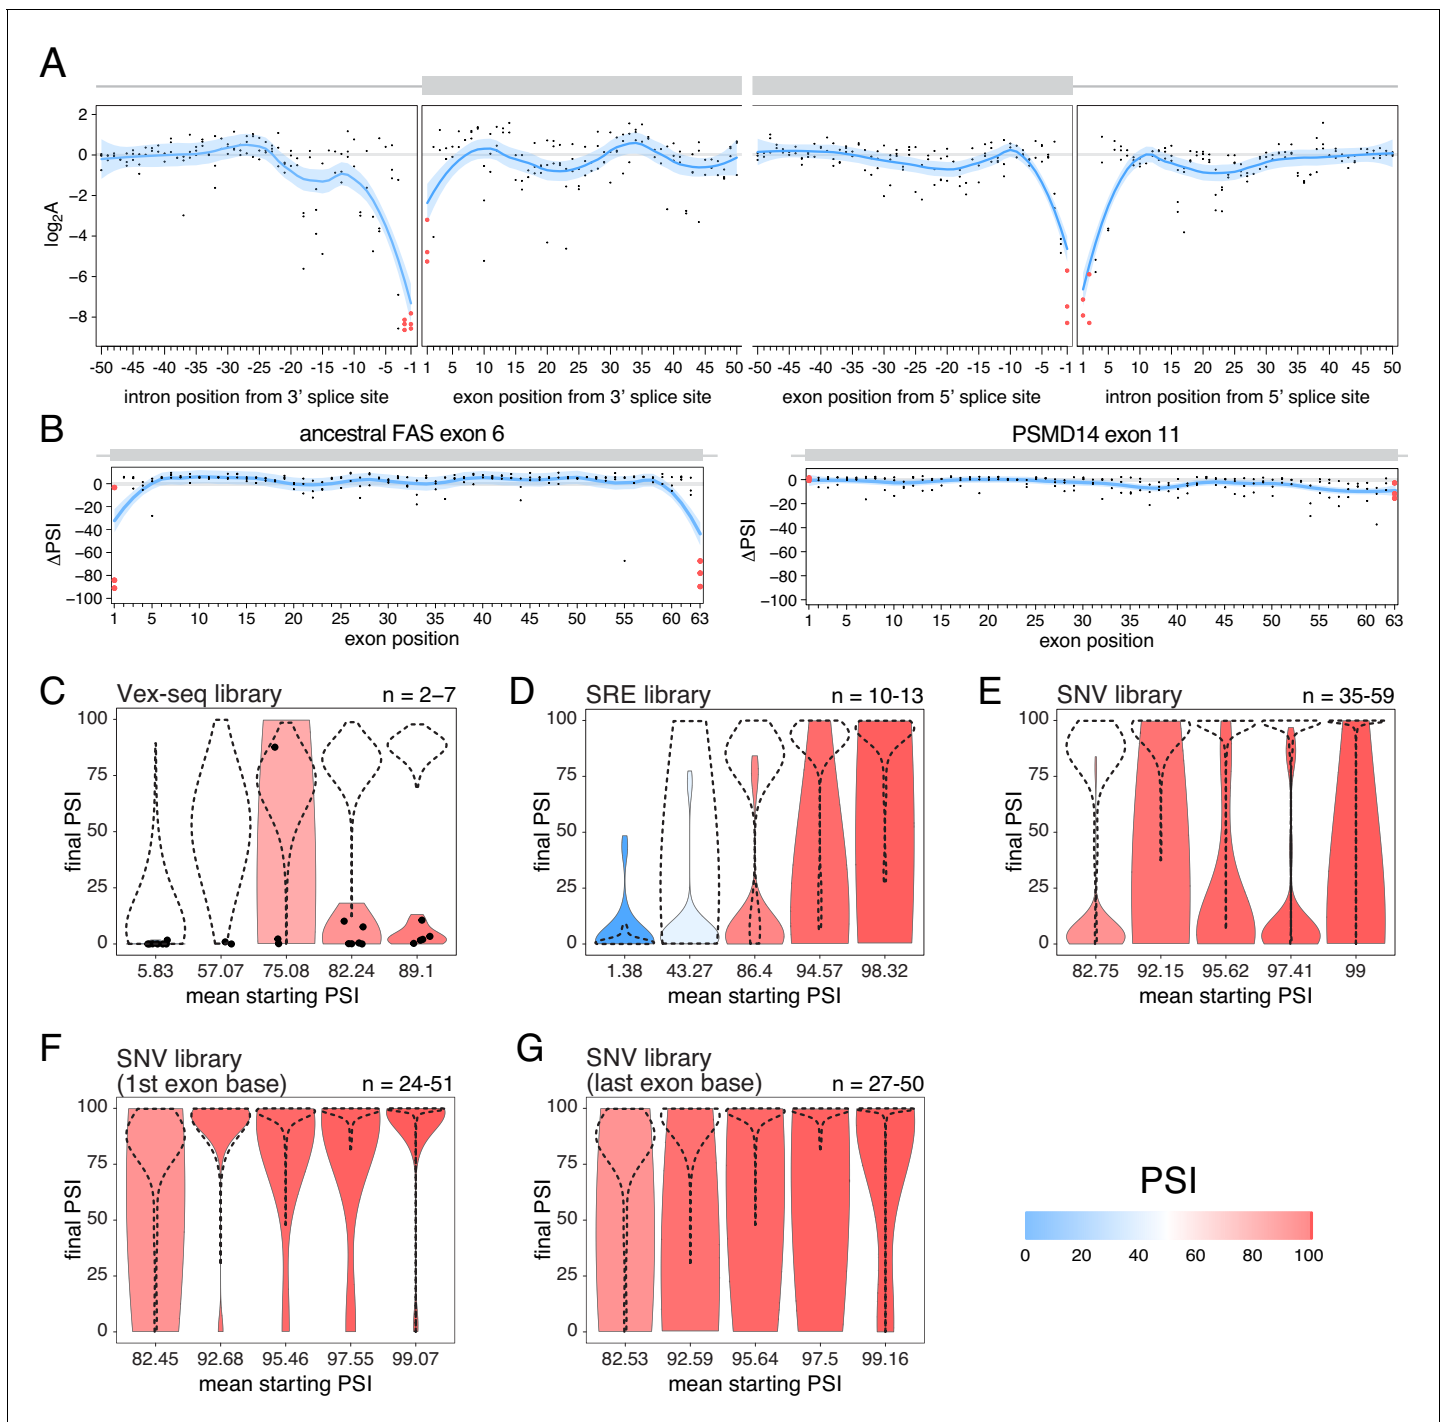 A
log2A
2
0
−2
−4
−6
−8
-50 -45 -40 -35 -30 -25 -20 -15 -10 -5 -1
1 5 10 15 20 25 30 35 40 45 50
-50 -45 -40 -35 -30 -25 -20 -15 -10 -5 -1
1 5 10 15 20 25 30 35 40 45 50
intron position from 3’ splice site
exon position from 3’ splice site
exon position from 5’ splice site
intron position from 5’ splice site
B
ancestral FAS exon 6
ΔPSI
0
−20
−40
−60
−80
−100
1 5 10 15 20 25 30 35 40 45 50 55 60 63
exon position
PSMD14 exon 11
ΔPSI
0
−20
−40
−60
−80
−100
1 5 10 15 20 25 30 35 40 45 50 55 60 63
exon position
C
Vex-seq library
n = 2–7
final PSI
100
75
50
25
0
5.83 57.07 75.08 82.24 89.1
mean starting PSI
D
SRE library
n = 10-13
final PSI
100
75
50
25
0
1.38 43.27 86.4 94.57 98.32
mean starting PSI
E
SNV library
n = 35-59
final PSI
100
75
50
25
0
82.75 92.15 95.62 97.41 99
mean starting PSI
F
SNV library
(1st exon base)
n = 24-51
final PSI
100
75
50
25
0
82.45 92.68 95.46 97.55 99.07
mean starting PSI
G
SNV library
(last exon base)
n = 27-50
final PSI
100
75
50
25
0
82.53 92.59 95.64 97.5 99.16
mean starting PSI
PSI
0 20 40 60 80 100